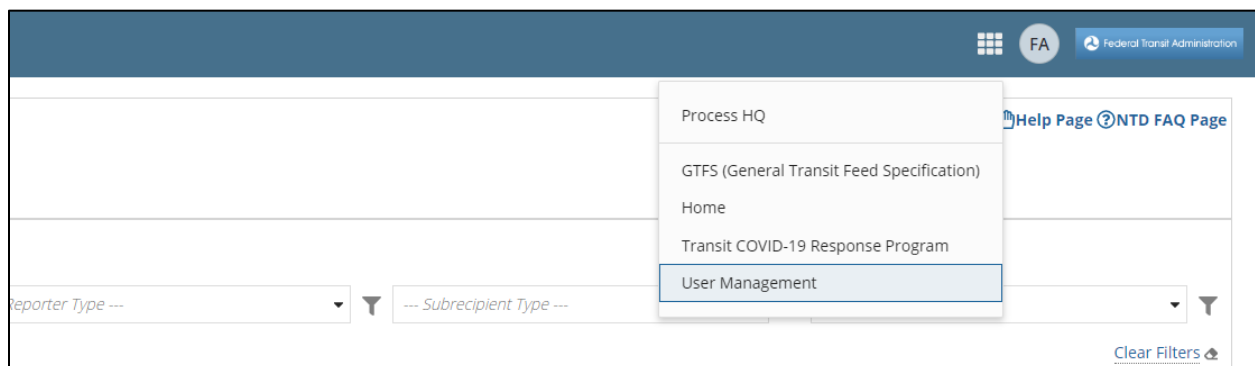 FA
Federal Transit Administration
Process HQ
Help Page NTD FAQ Page
GTFS (General Transit Feed Specification)
Home
Transit COVID-19 Response Program
User Management
Reporter Type ---
--- Subrecipient Type ---
Clear Filters